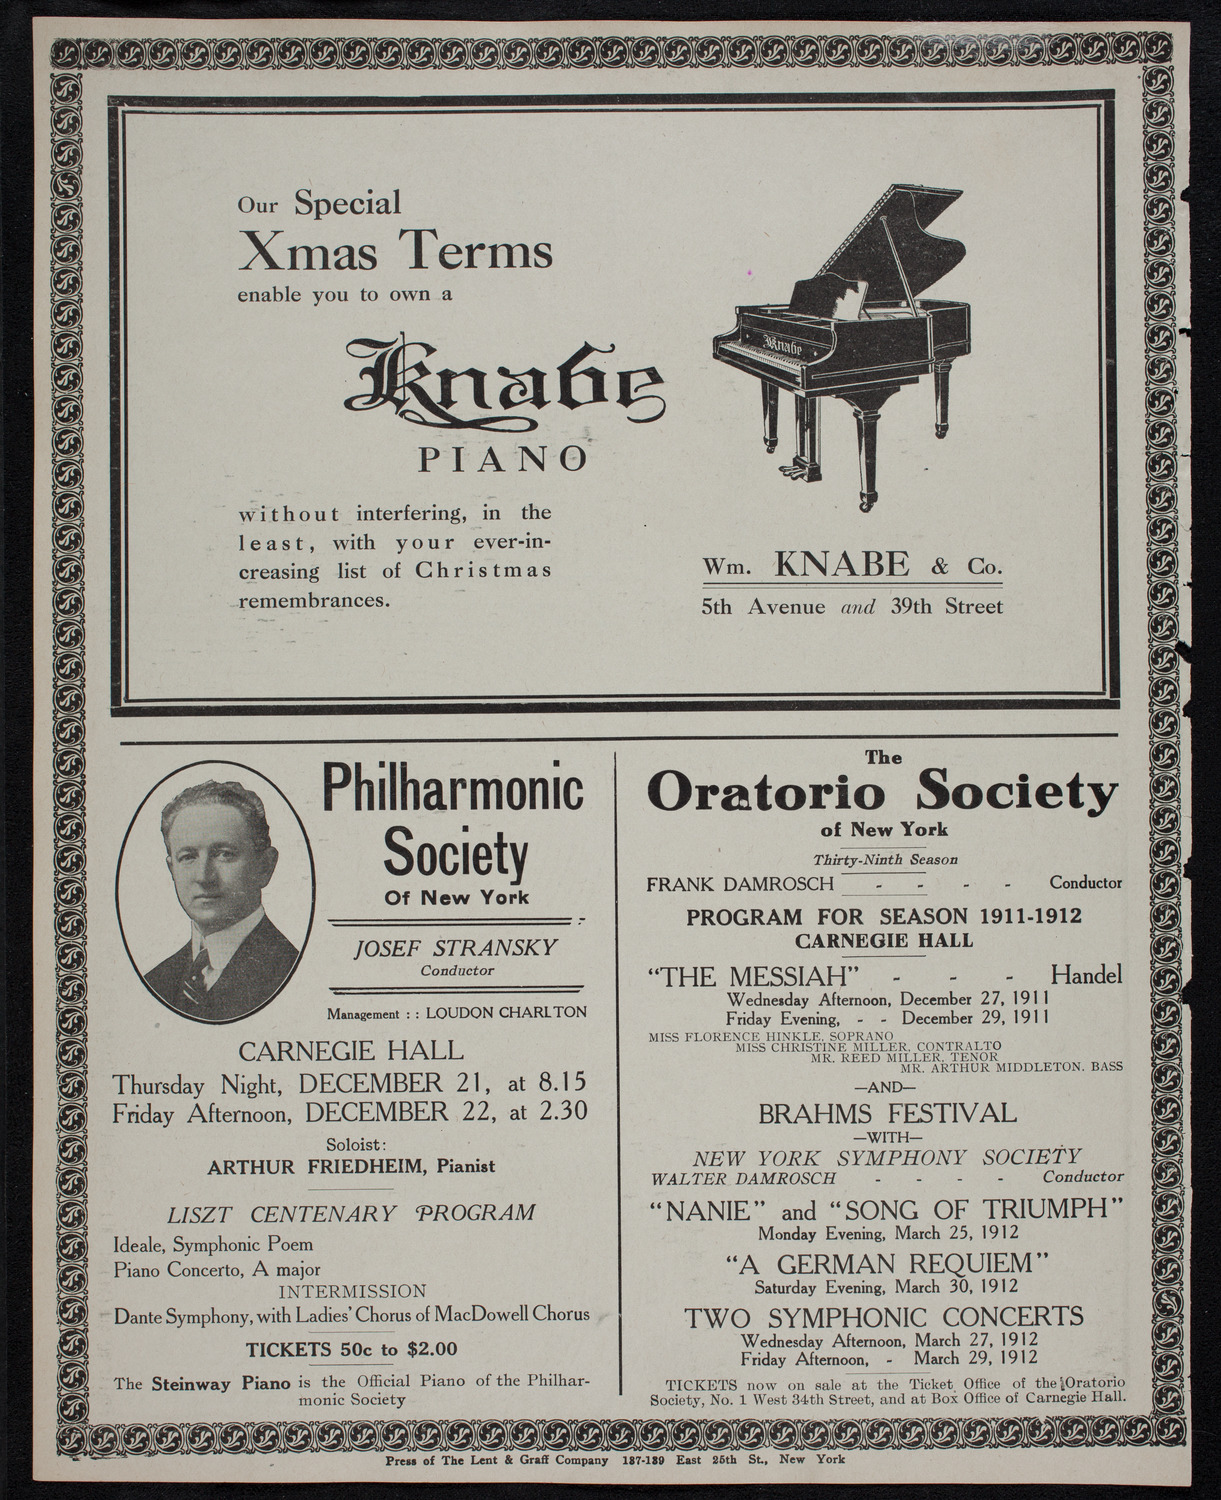 Our Special
Xmas Terms
enable you to own a
Knabe
PIANO
without interfering, in the
least, with your ever-in-
creasing list of Christmas
remembrances.
Knabe
Wm. KNABE & Co.
5th Avenue and 39th Street
Philharmonic
Society
Of New York
JOSEF STRANSKY
Conductor
Management : : LOUDON CHARLTON
CARNEGIE HALL
Thursday Night, DECEMBER 21, at 8.15
Friday Afternoon, DECEMBER 22, at 2.30
Soloist:
ARTHUR FRIEDHEIM, Pianist
LISZT CENTENARY PROGRAM
Ideale, Symphonic Poem
Piano Concerto, A major
INTERMISSION
Dante Symphony, with Ladies' Chorus of MacDowell Chorus
TICKETS 50c to $2.00
The Steinway Piano is the Official Piano of the Philhar-
monic Society
The
Oratorio Society
of New York
Thirty-Ninth Season
FRANK DAMROSCH - - - - Conductor
PROGRAM FOR SEASON 1911-1912
CARNEGIE HALL
"THE MESSIAH" - - - Handel
Wednesday Afternoon, December 27, 1911
Friday Evening, - - December 29, 1911
MISS FLORENCE HINKLE, SOPRANO
MISS CHRISTINE MILLER, CONTRALTO
MR. REED MILLER, TENOR
MR. ARTHUR MIDDLETON. BASS
—AND—
BRAHMS FESTIVAL
—WITH—
NEW YORK SYMPHONY SOCIETY
WALTER DAMROSCH - - - - Conductor
"NANIE" and "SONG OF TRIUMPH"
Monday Evening, March 25, 1912
"A GERMAN REQUIEM"
Saturday Evening, March 30, 1912
TWO SYMPHONIC CONCERTS
Wednesday Afternoon, March 27, 1912
Friday Afternoon, - March 29, 1912
TICKETS now on sale at the Ticket Office of the Oratorio
Society, No. 1 West 34th Street, and at Box Office of Carnegie Hall.
Press of The Lent & Graff Company 137-139 East 25th St., New York